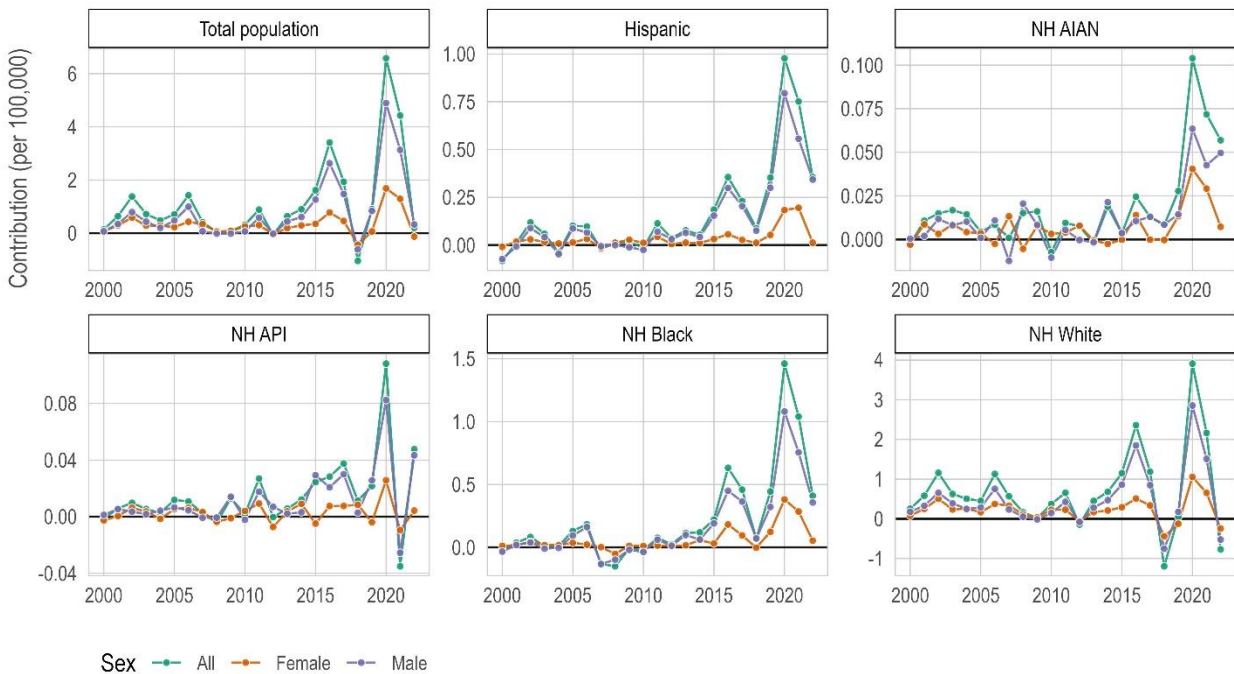 Total population
Hispanic
NH AIAN
Contribution (per 100,000)
6
4
2
0
1.00
0.75
0.50
0.25
0.00
0.100
0.075
0.050
0.025
0.000
2000 2005 2010 2015 2020
2000 2005 2010 2015 2020
2000 2005 2010 2015 2020
NH API
NH Black
NH White
0.08
0.04
0.00
-0.04
1.5
1.0
0.5
0.0
4
3
2
1
0
-1
2000 2005 2010 2015 2020
2000 2005 2010 2015 2020
2000 2005 2010 2015 2020
Sex All Female Male